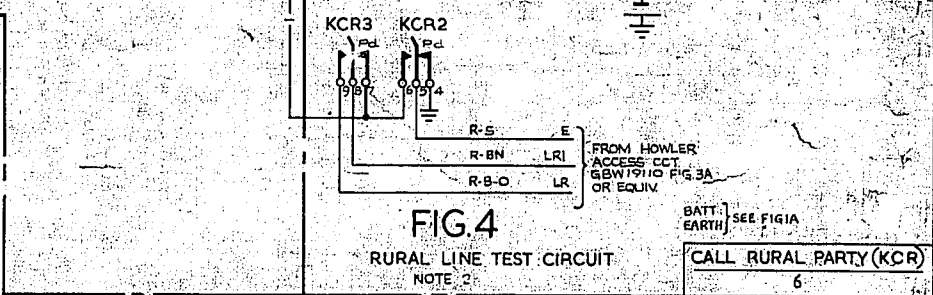 KCR3 KCR2
Pd Pd
9 8 7 6 5 4
R-S E
R-BN LR1
R-B-O LR
FROM HOWLER
ACCESS CCT
GBW19110 FIG.3A
OR EQUIV.
FIG.4
RURAL LINE TEST CIRCUIT
NOTE 2
BATT
EARTH
SEE FIG1A
CALL RURAL PARTY (KCR)
6